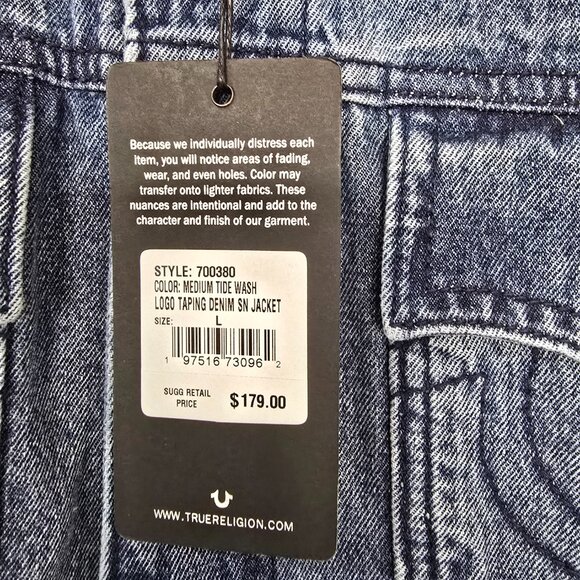 Because we individually distress each
item, you will notice areas of fading,
wear, and even holes. Color may
transfer onto lighter fabrics. These
nuances are intentional and add to the
character and finish of our garment.
STYLE: 700380
COLOR: MEDIUM TIDE WASH
LOGO TAPING DENIM SN JACKET
SIZE: L
1 97516 73096 2
SUGG RETAIL PRICE $179.00
WWW.TRUERELIGION.COM